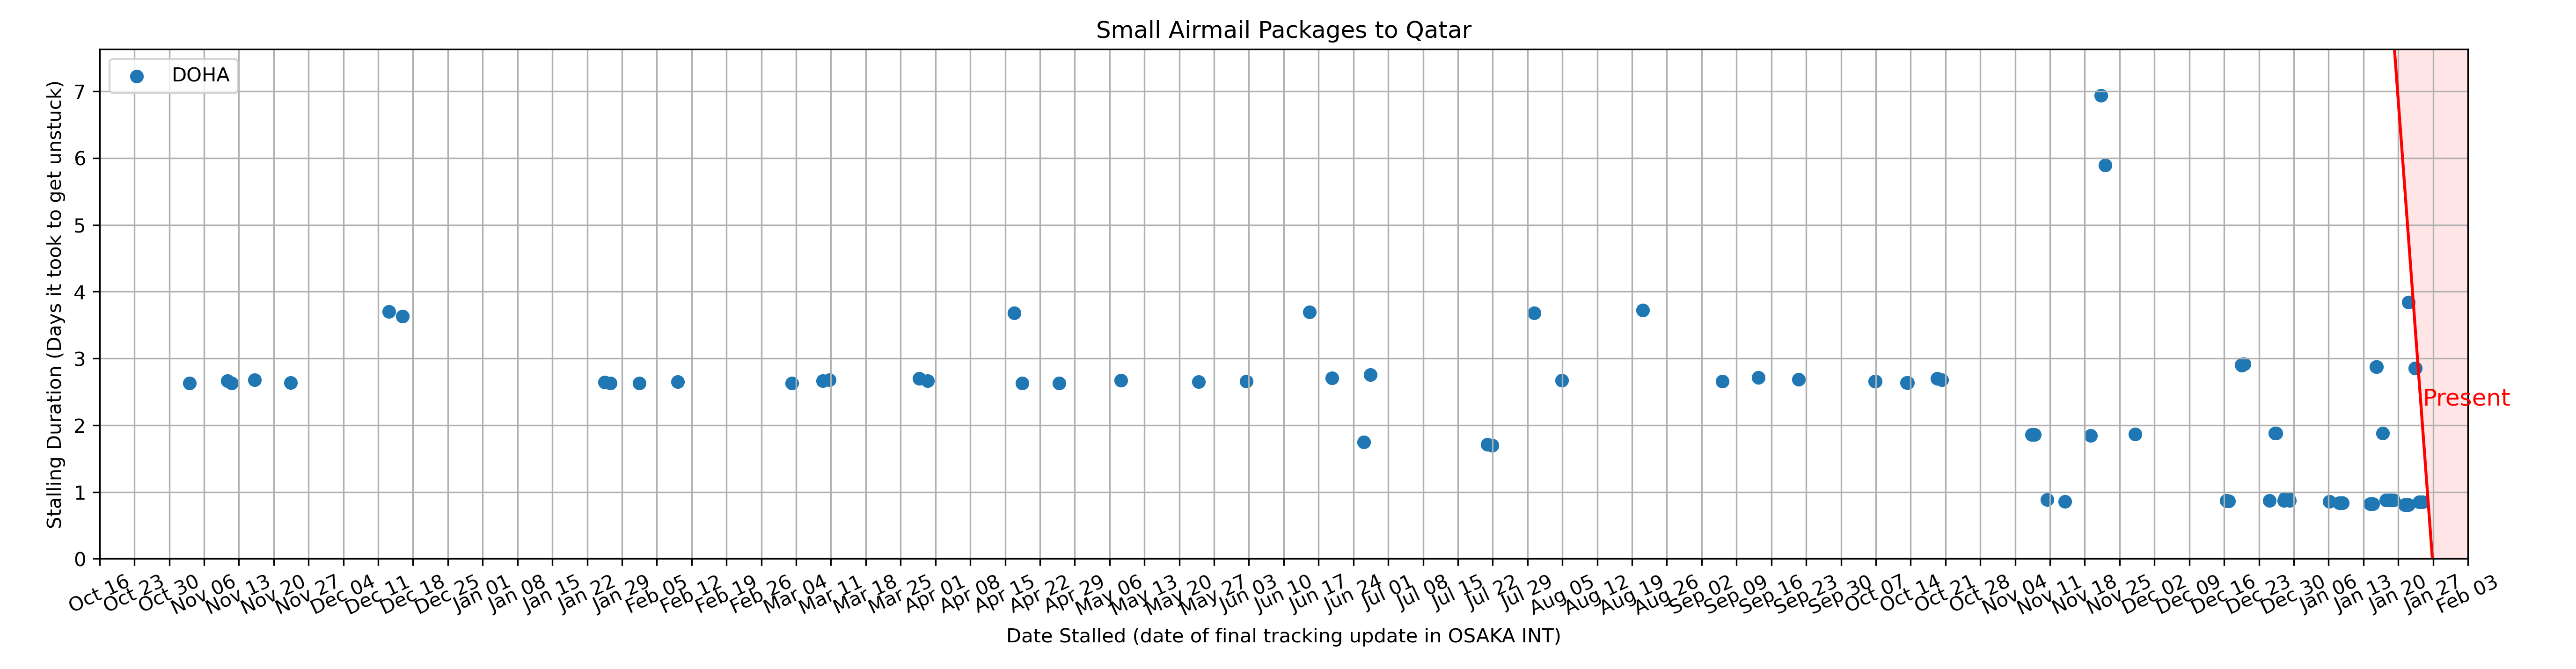 Small Airmail Packages to Qatar
DOHA
Stalling Duration (Days it took to get unstuck)
7
6
5
4
3
2
1
0
Present
Oct 16
Oct 23
Oct 30
Nov 06
Nov 13
Nov 20
Nov 27
Dec 04
Dec 11
Dec 18
Dec 25
Jan 01
Jan 08
Jan 15
Jan 22
Jan 29
Feb 05
Feb 12
Feb 19
Feb 26
Mar 04
Mar 11
Mar 18
Mar 25
Apr 01
Apr 08
Apr 15
Apr 22
Apr 29
May 06
May 13
May 20
May 27
Jun 03
Jun 10
Jun 17
Jun 24
Jul 01
Jul 08
Jul 15
Jul 22
Jul 29
Aug 05
Aug 12
Aug 19
Aug 26
Sep 02
Sep 09
Sep 16
Sep 23
Sep 30
Oct 07
Oct 14
Oct 21
Oct 28
Nov 04
Nov 11
Nov 18
Nov 25
Dec 02
Dec 09
Dec 16
Dec 23
Dec 30
Jan 06
Jan 13
Jan 20
Jan 27
Feb 03
Date Stalled (date of final tracking update in OSAKA INT)